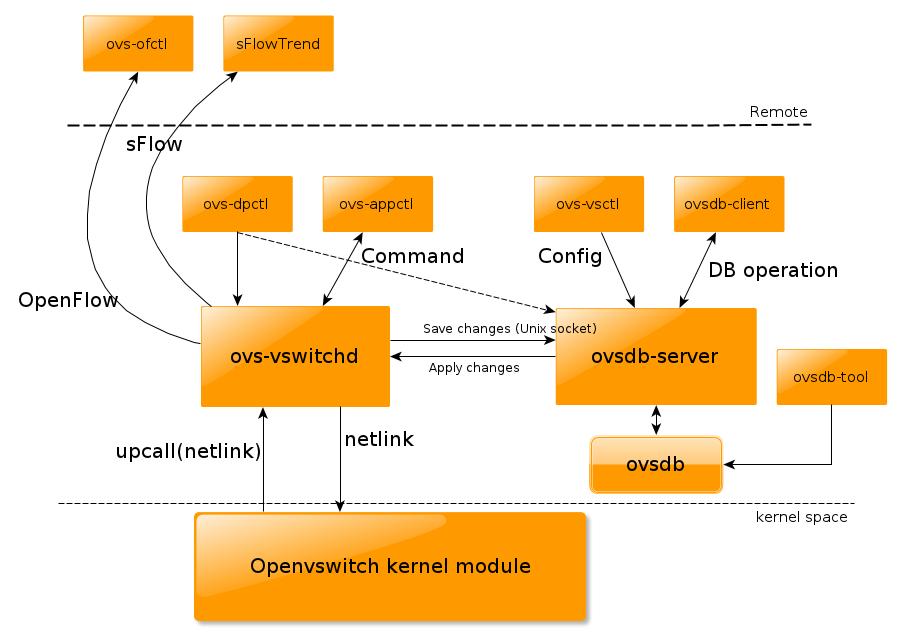 ovs-ofctl
sFlowTrend
Remote
sFlow
ovs-dpctl
ovs-appctl
ovs-vsctl
ovsdb-client
Command
Config
DB operation
OpenFlow
Save changes (Unix socket)
ovs-vswitchd
ovsdb-server
Apply changes
ovsdb-tool
netlink
upcall(netlink)
ovsdb
kernel space
Openvswitch kernel module